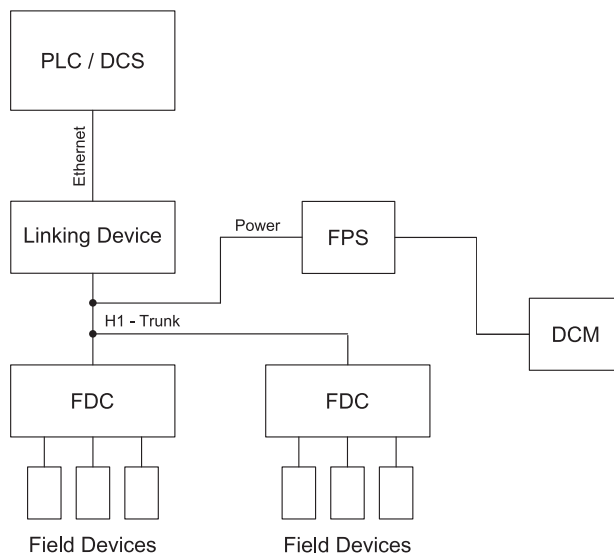 PLC / DCS
Ethernet
Linking Device
Power
FPS
H1 - Trunk
DCM
FDC
FDC
Field Devices
Field Devices